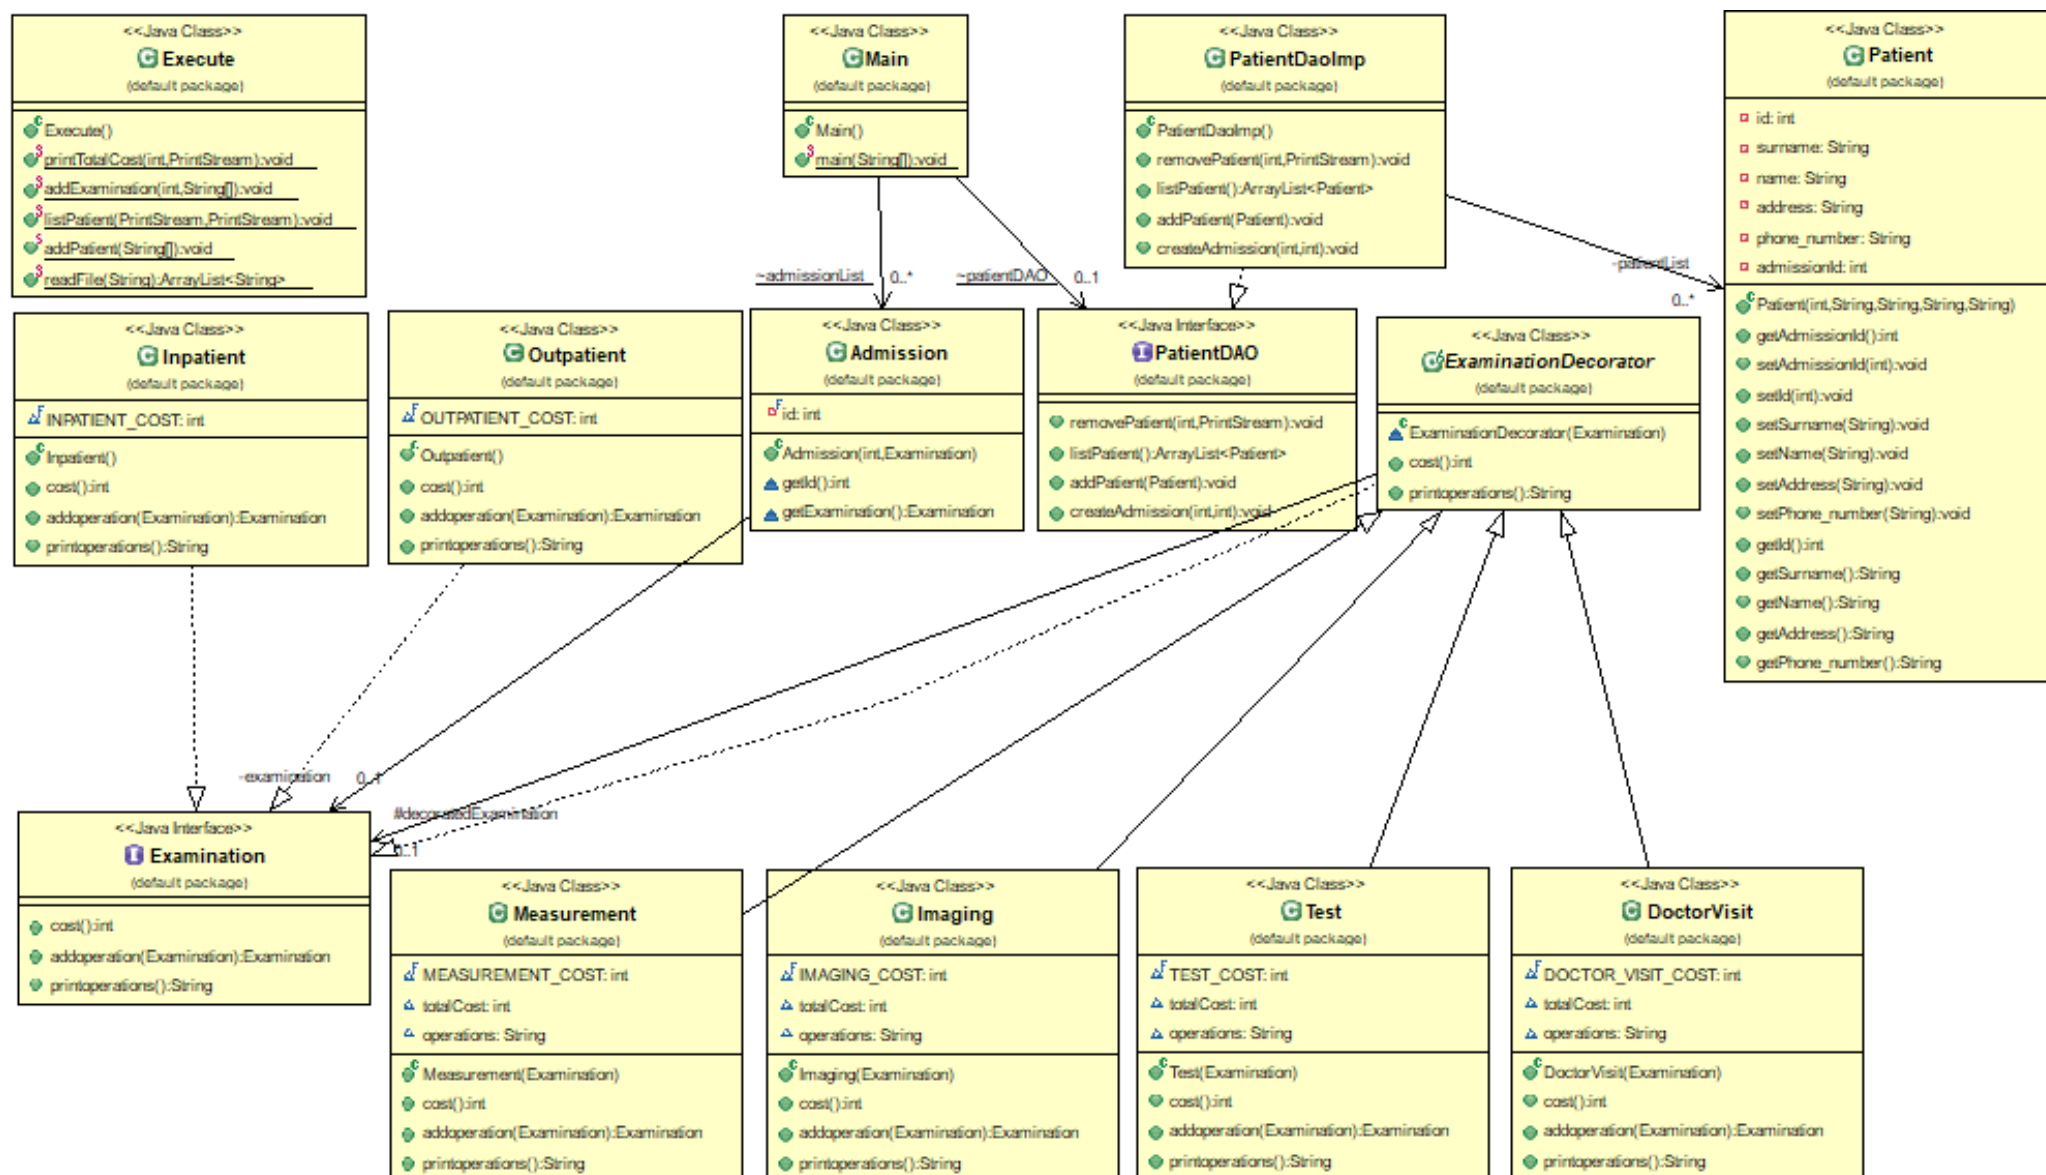 <<Java Class>>
Execute
(default package)
Execute()
printTotalCost(int,PrintStream):void
addExamination(int,String[]):void
listPatient(PrintStream,PrintStream):void
addPatient(String[]):void
readFile(String):ArrayList<String>
<<Java Class>>
Main
(default package)
Main()
main(String[]):void
<<Java Class>>
PatientDaoImp
(default package)
PatientDaoImp()
removePatient(int,PrintStream):void
listPatient():ArrayList<Patient>
addPatient(Patient):void
createAdmission(int,int):void
<<Java Class>>
Patient
(default package)
id: int
surname: String
name: String
address: String
phone_number: String
admissionId: int
Patient(int,String,String,String,String)
getAdmissionId():int
setAdmissionId(int):void
setId(int):void
setSurname(String):void
setName(String):void
setAddress(String):void
setPhone_number(String):void
getId():int
getSurname():String
getName():String
getAddress():String
getPhone_number():String
~admissionList
0..*
~patientDAO
0..1
-patientList
0..*
<<Java Class>>
Inpatient
(default package)
INPATIENT_COST: int
Inpatient()
cost():int
addoperation(Examination):Examination
printoperations():String
<<Java Class>>
Outpatient
(default package)
OUTPATIENT_COST: int
Outpatient()
cost():int
addoperation(Examination):Examination
printoperations():String
<<Java Class>>
Admission
(default package)
id: int
Admission(int,Examination)
getId():int
getExamination():Examination
<<Java Interface>>
PatientDAO
(default package)
removePatient(int,PrintStream):void
listPatient():ArrayList<Patient>
addPatient(Patient):void
createAdmission(int,int):void
<<Java Class>>
ExaminationDecorator
(default package)
ExaminationDecorator(Examination)
cost():int
printoperations():String
-examination
0..1
#decoratedExamination
0..1
<<Java Interface>>
Examination
(default package)
cost():int
addoperation(Examination):Examination
printoperations():String
<<Java Class>>
Measurement
(default package)
MEASUREMENT_COST: int
totalCost: int
operations: String
Measurement(Examination)
cost():int
addoperation(Examination):Examination
printoperations():String
<<Java Class>>
Imaging
(default package)
IMAGING_COST: int
totalCost: int
operations: String
Imaging(Examination)
cost():int
addoperation(Examination):Examination
printoperations():String
<<Java Class>>
Test
(default package)
TEST_COST: int
totalCost: int
operations: String
Test(Examination)
cost():int
addoperation(Examination):Examination
printoperations():String
<<Java Class>>
DoctorVisit
(default package)
DOCTOR_VISIT_COST: int
totalCost: int
operations: String
DoctorVisit(Examination)
cost():int
addoperation(Examination):Examination
printoperations():String